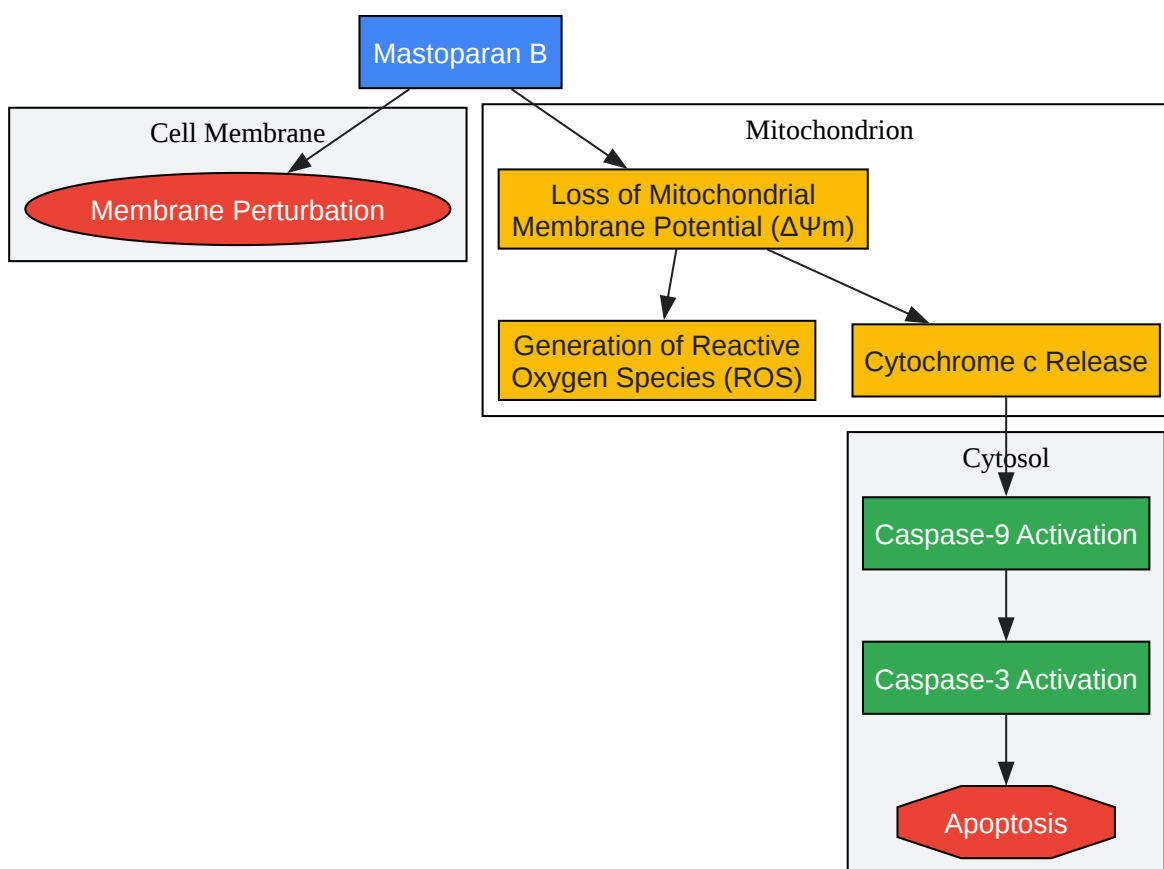 Mastoparan B
Cell Membrane
Membrane Perturbation
Mitochondrion
Loss of Mitochondrial
Membrane Potential (ΔΨm)
Generation of Reactive
Oxygen Species (ROS)
Cytochrome c Release
Cytosol
Caspase-9 Activation
Caspase-3 Activation
Apoptosis